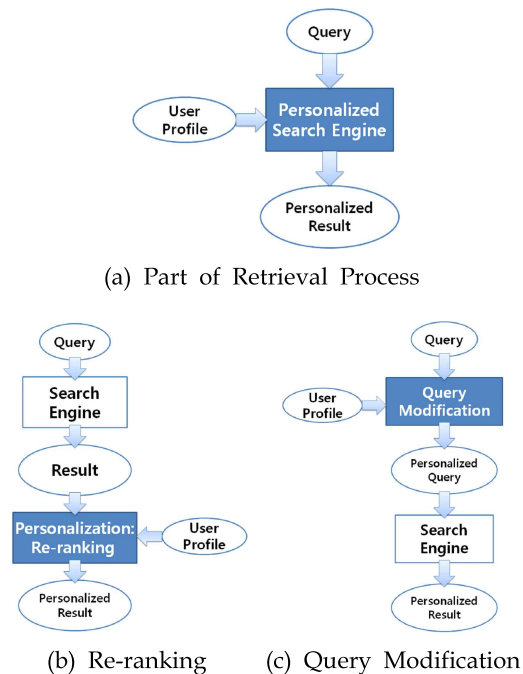 Query
User
Profile
Personalized
Search Engine
Personalized
Result
(a) Part of Retrieval Process
Query
Search
Engine
Result
Personalization:
Re-ranking
User
Profile
Personalized
Result
(b) Re-ranking
Query
User
Profile
Query
Modification
Personalized
Query
Search
Engine
Personalized
Result
(c) Query Modification